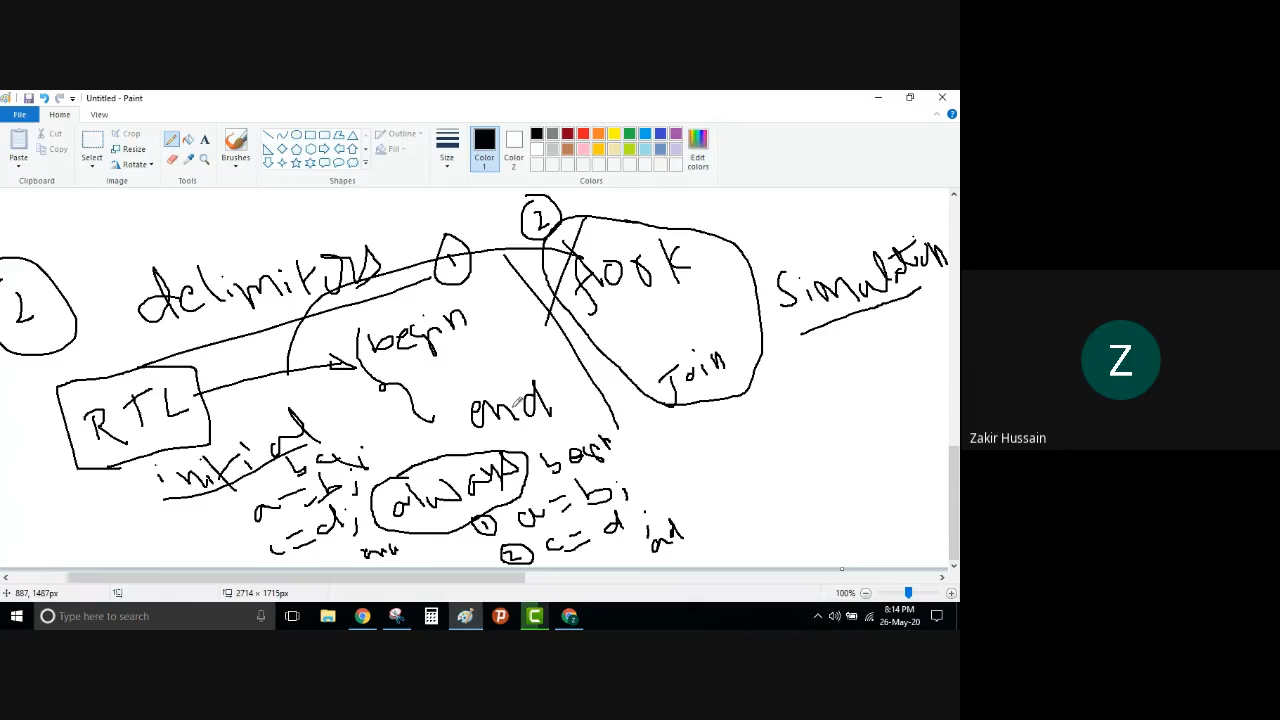 Untitled - Paint
File
Home
View
Paste
Cut
Copy
Clipboard
Select
Crop
Resize
Rotate
Image
Tools
Brushes
Shapes
Outline
Fill
Size
Color
1
Color
2
Edit
colors
Colors
2
delimitors
1
2
fork
Join
Simulation
begin
end
RTL
initial
a=b;
c=d;
always
1
a=b;
2
c=d
Zakir Hussain
Z
887, 1487px
2714 × 1715px
100%
Type here to search
8:14 PM
26-May-20